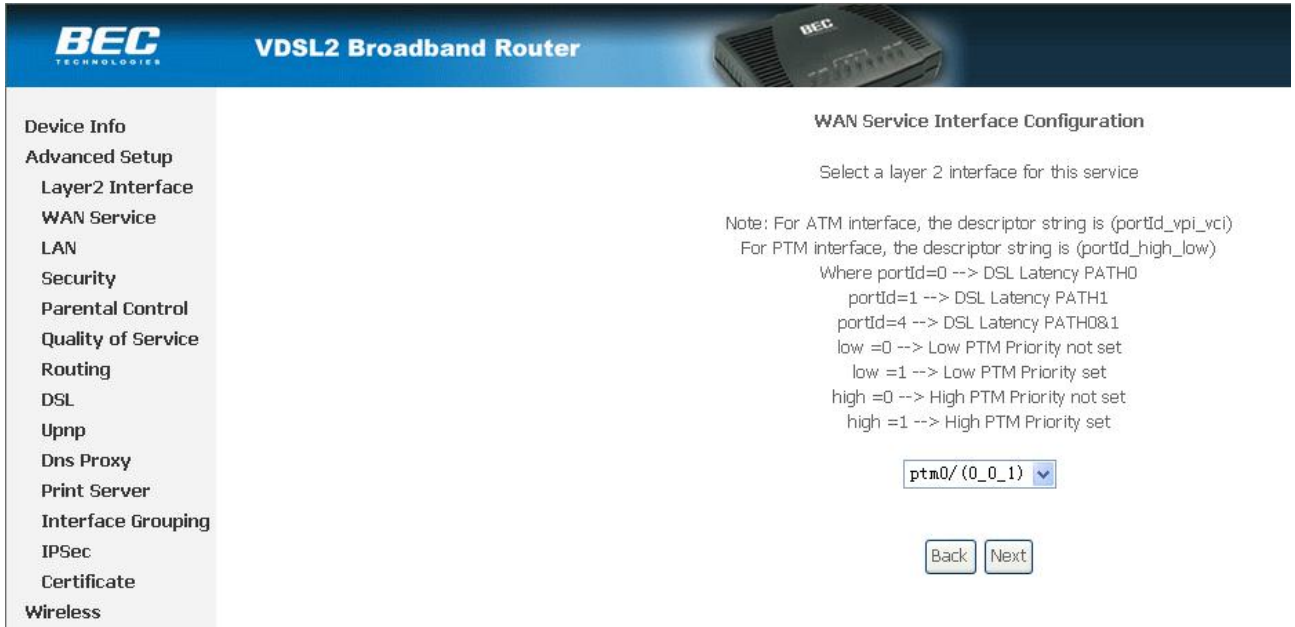 BEC
TECHNOLOGIES
VDSL2 Broadband Router
BEC
Device Info
Advanced Setup
Layer2 Interface
WAN Service
LAN
Security
Parental Control
Quality of Service
Routing
DSL
Upnp
Dns Proxy
Print Server
Interface Grouping
IPSec
Certificate
Wireless
WAN Service Interface Configuration
Select a layer 2 interface for this service
Note: For ATM interface, the descriptor string is (portId_vpi_vci)
For PTM interface, the descriptor string is (portId_high_low)
Where portId=0 --> DSL Latency PATH0
portId=1 --> DSL Latency PATH1
portId=4 --> DSL Latency PATH0&1
low =0 --> Low PTM Priority not set
low =1 --> Low PTM Priority set
high =0 --> High PTM Priority not set
high =1 --> High PTM Priority set
ptm0/(0_0_1)
Back Next